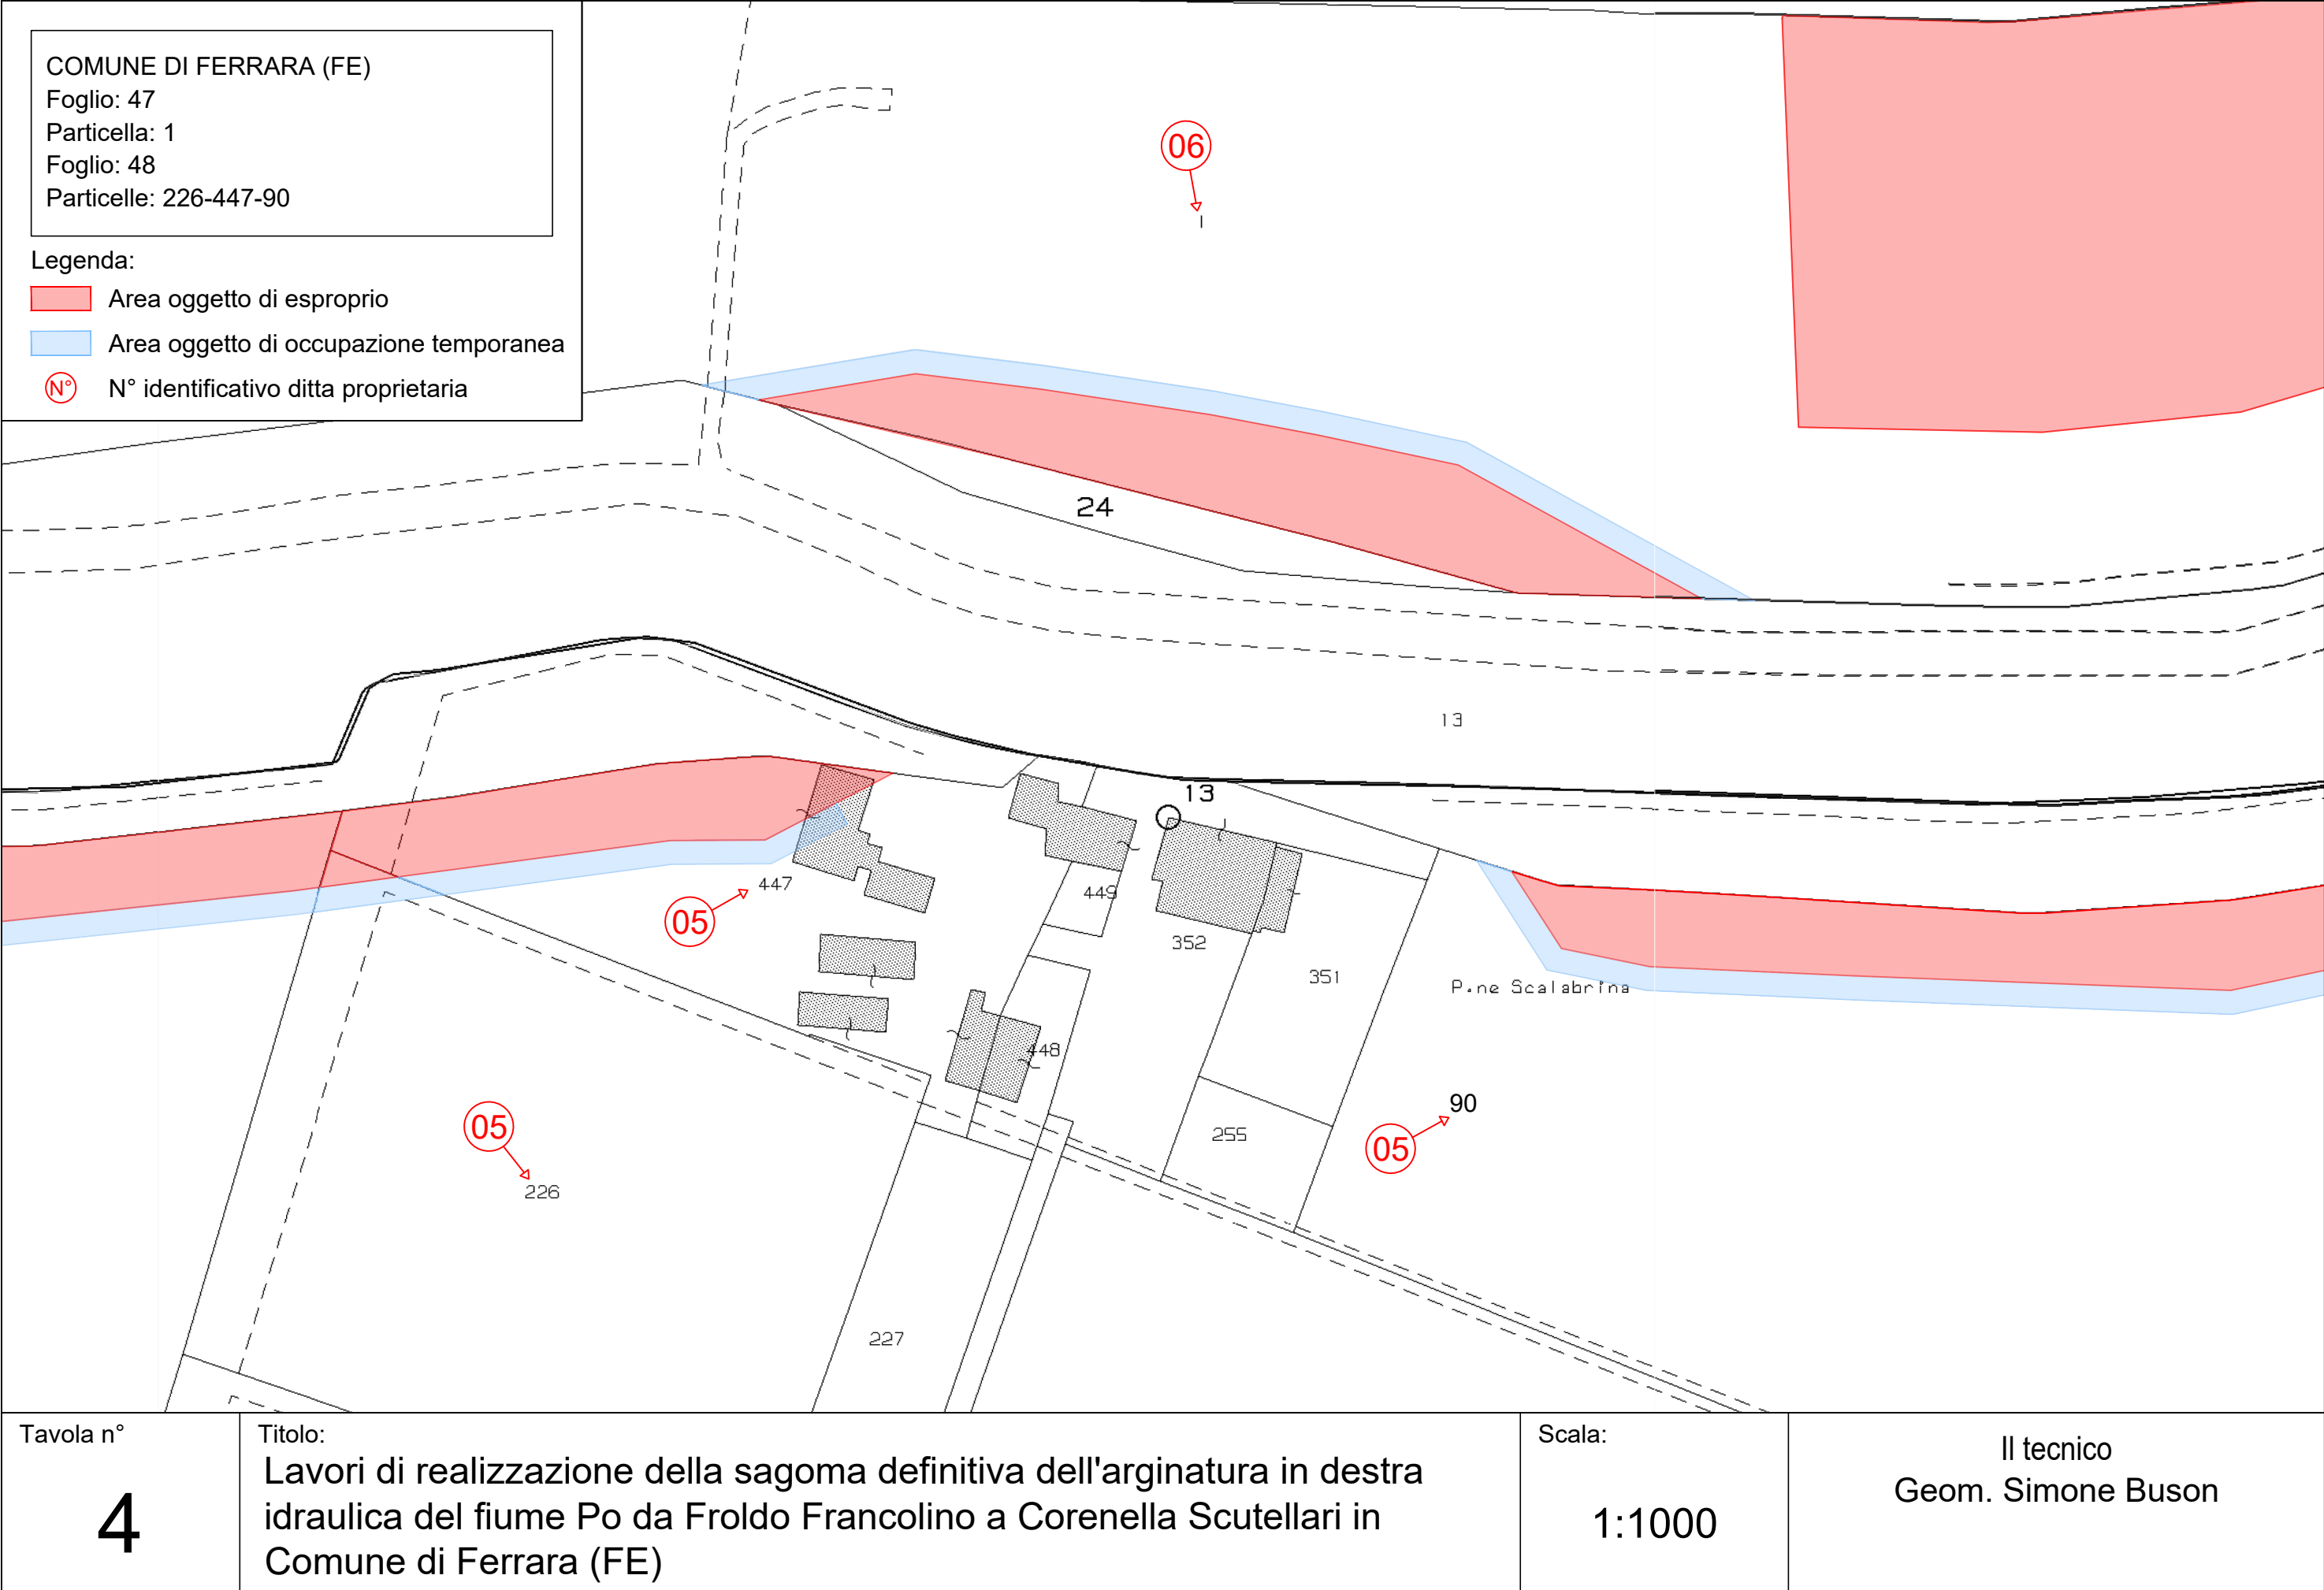 COMUNE DI FERRARA (FE)
Foglio: 47
Particella: 1
Foglio: 48
Particelle: 226-447-90
Legenda:
Area oggetto di esproprio
Area oggetto di occupazione temporanea
N° N° identificativo ditta proprietaria
06
1
24
13
13
447
05
449
352
351
P.ne Scalabrina
448
90
05
255
05
226
227
Tavola n°
4
Titolo:
Lavori di realizzazione della sagoma definitiva dell'arginatura in destra
idraulica del fiume Po da Froldo Francolino a Corenella Scutellari in
Comune di Ferrara (FE)
Scala:
1:1000
Il tecnico
Geom. Simone Buson